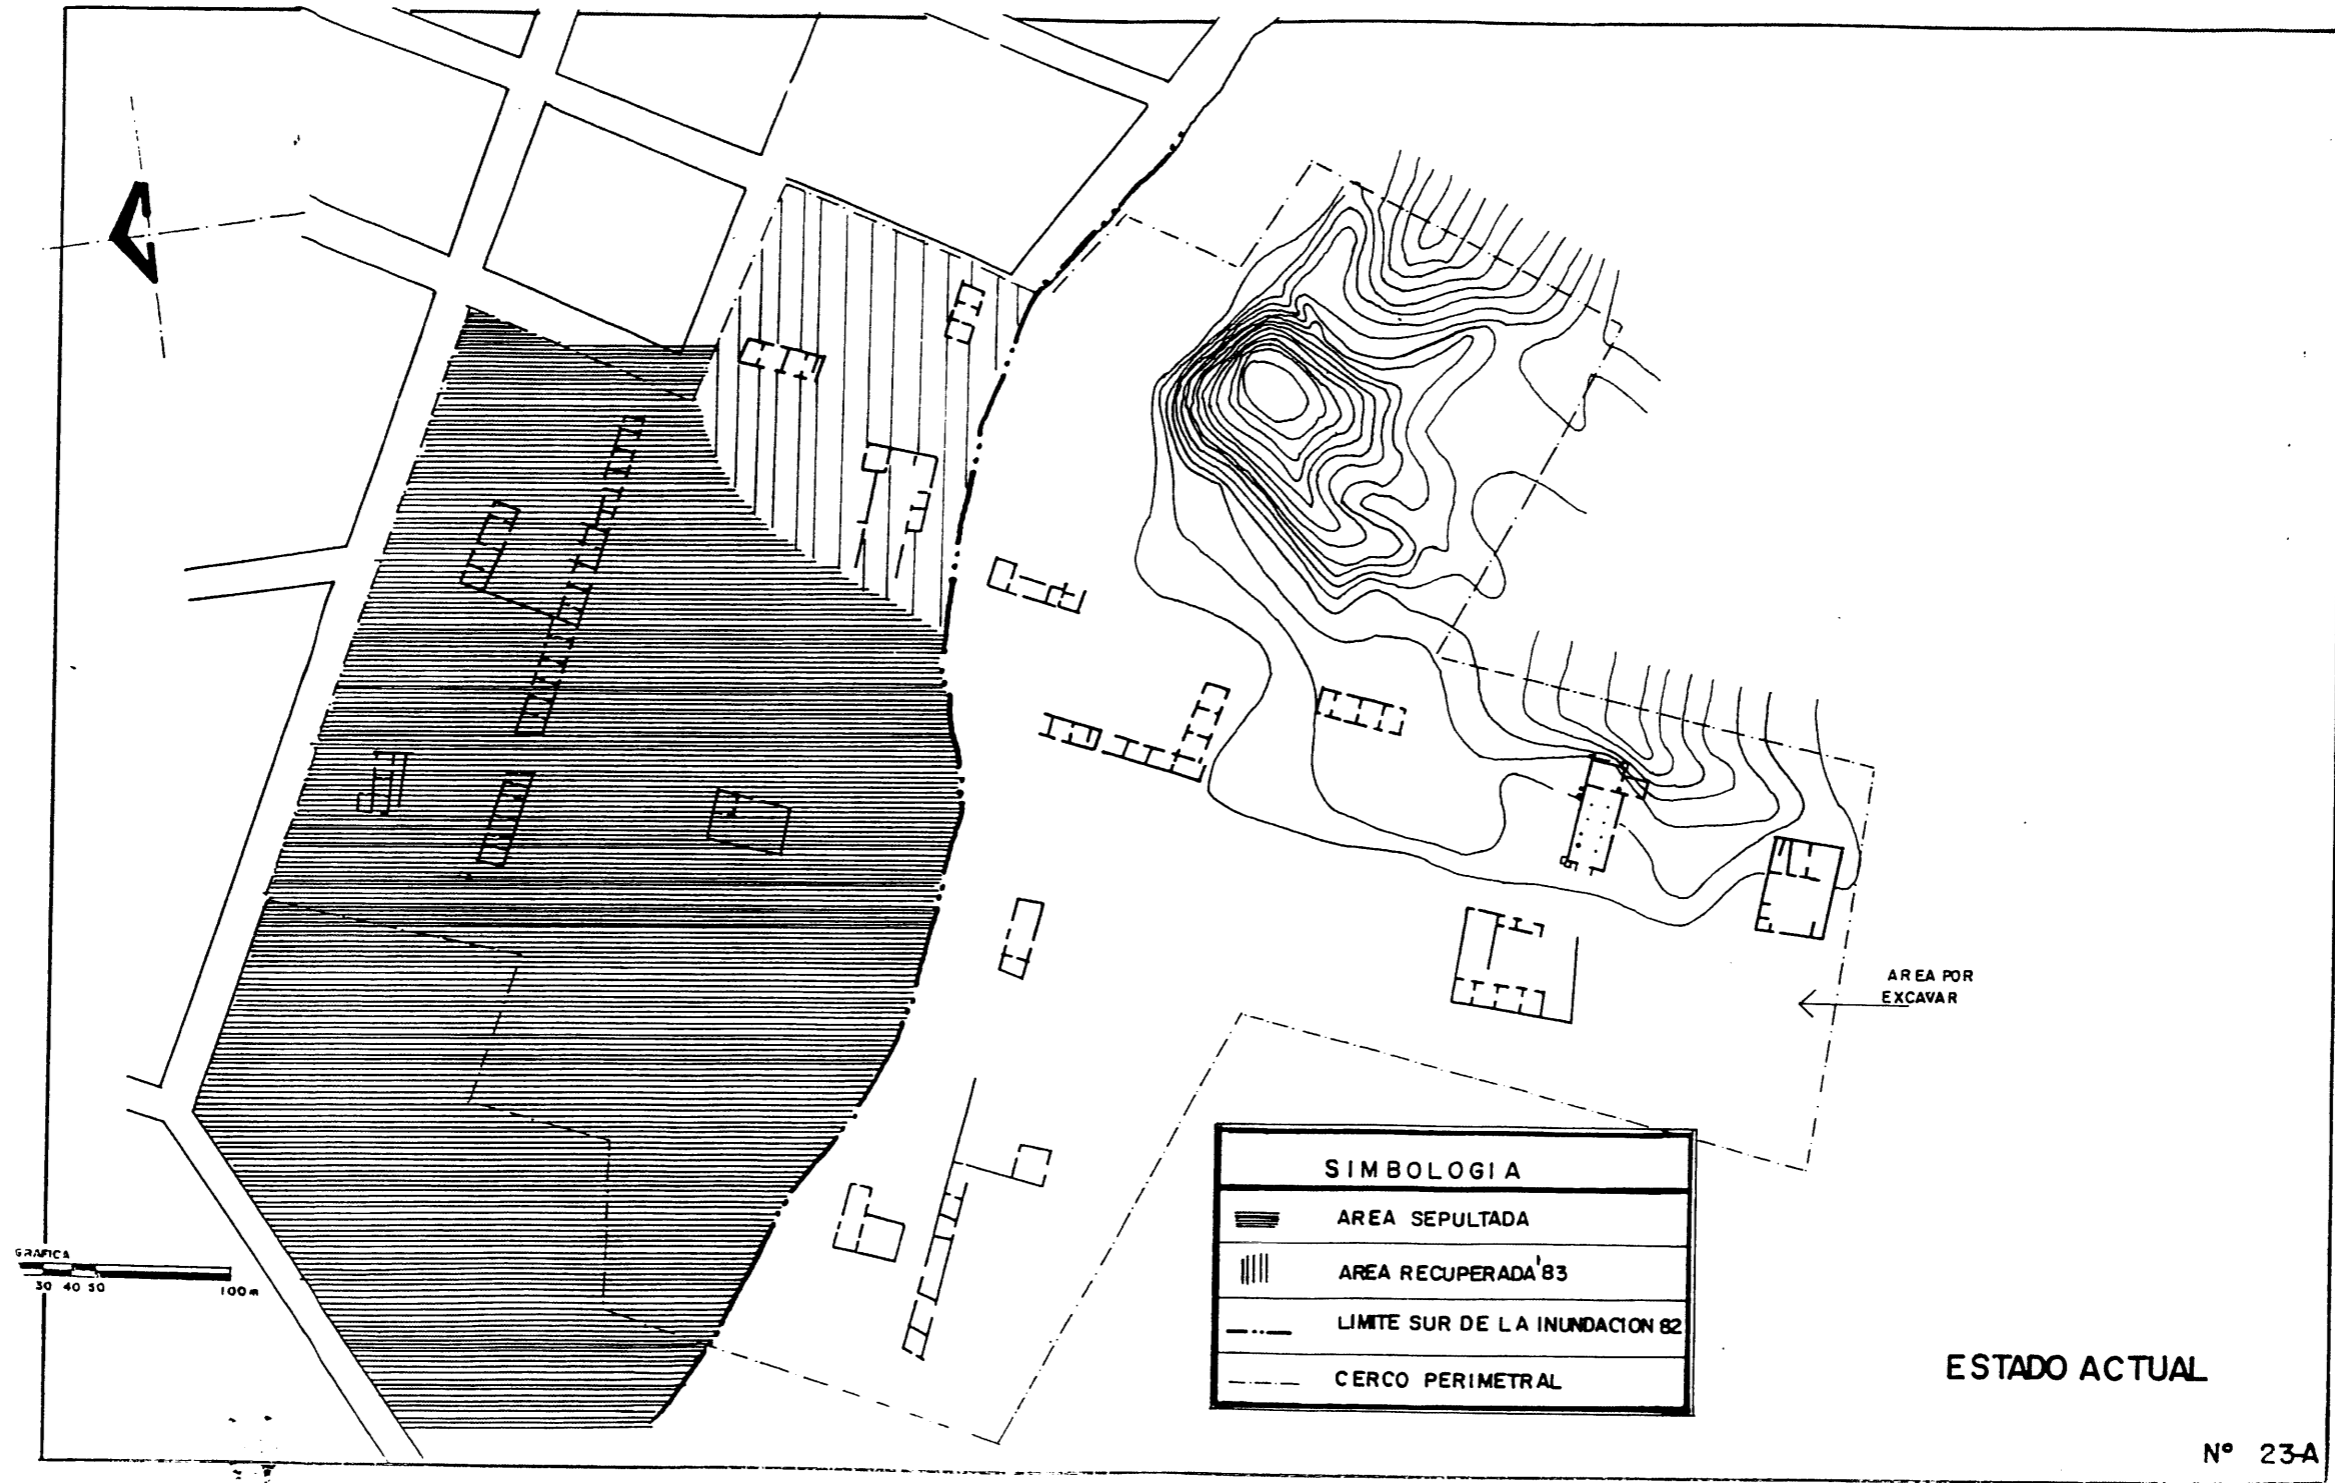 AREA POR
EXCAVAR
SIMBOLOGIA
AREA SEPULTADA
AREA RECUPERADA '83
LIMITE SUR DE LA INUNDACION 82
CERCO PERIMETRAL
GRAFICA
30 40 50 100m
ESTADO ACTUAL
Nº 23-A